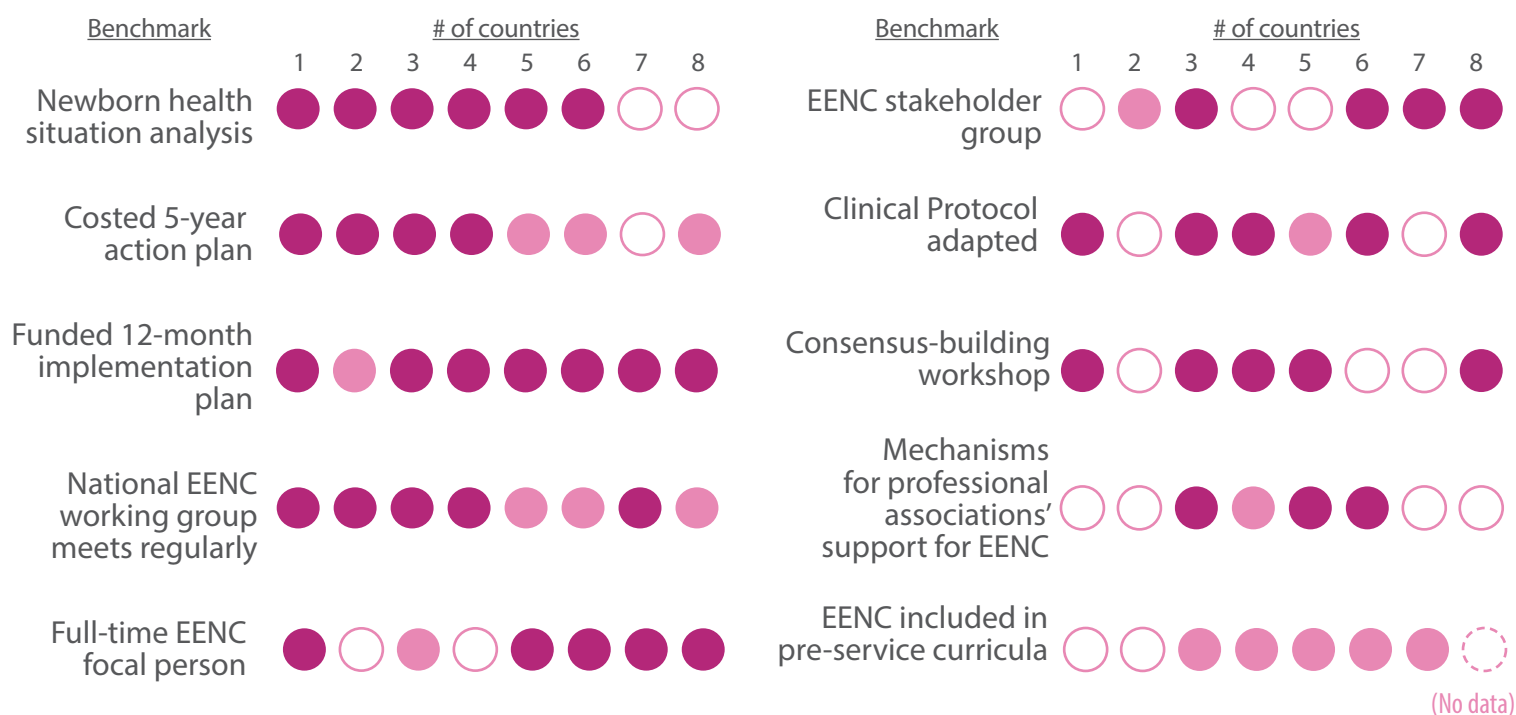 Benchmark
# of countries
1 2 3 4 5 6 7 8
Newborn health
situation analysis
Costed 5-year
action plan
Funded 12-month
implementation
plan
National EENC
working group
meets regularly
Full-time EENC
focal person
Benchmark
# of countries
1 2 3 4 5 6 7 8
EENC stakeholder
group
Clinical Protocol
adapted
Consensus-building
workshop
Mechanisms
for professional
associations’
support for EENC
EENC included in
pre-service curricula
(No data)